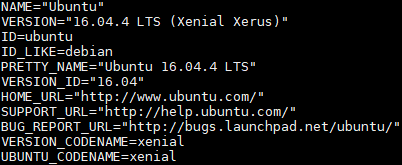 NAME="Ubuntu"
VERSION="16.04.4 LTS (Xenial Xerus)"
ID=ubuntu
ID_LIKE=debian
PRETTY_NAME="Ubuntu 16.04.4 LTS"
VERSION_ID="16.04"
HOME_URL="http://www.ubuntu.com/"
SUPPORT_URL="http://help.ubuntu.com/"
BUG_REPORT_URL="http://bugs.launchpad.net/ubuntu/"
VERSION_CODENAME=xenial
UBUNTU_CODENAME=xenial